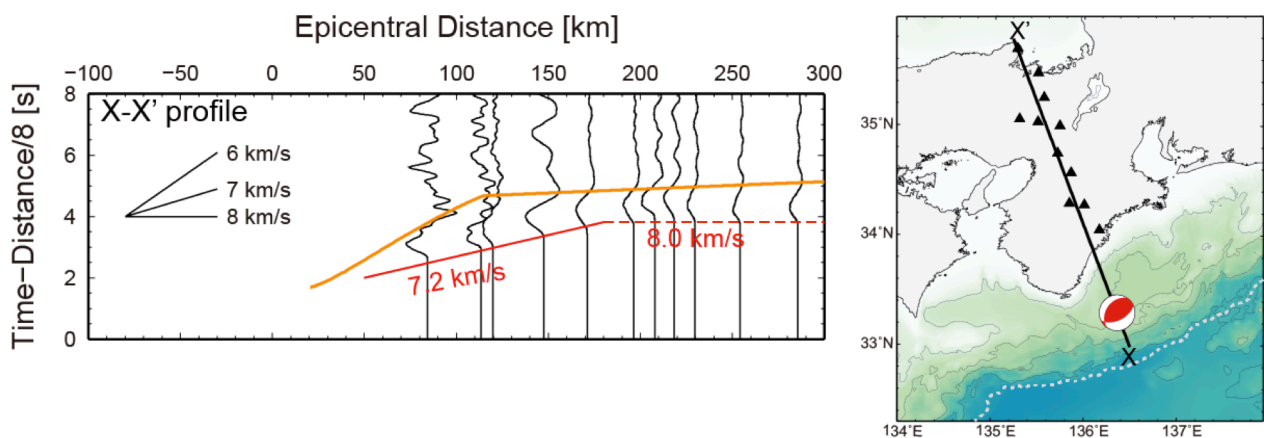 Epicentral Distance [km]
−100 −50 0 50 100 150 200 250 300
Time−Distance/8 [s]
8
6
4
2
0
X-X’ profile
6 km/s
7 km/s
8 km/s
7.2 km/s
8.0 km/s
X’
X
35˚N
34˚N
33˚N
134˚E 135˚E 136˚E 137˚E